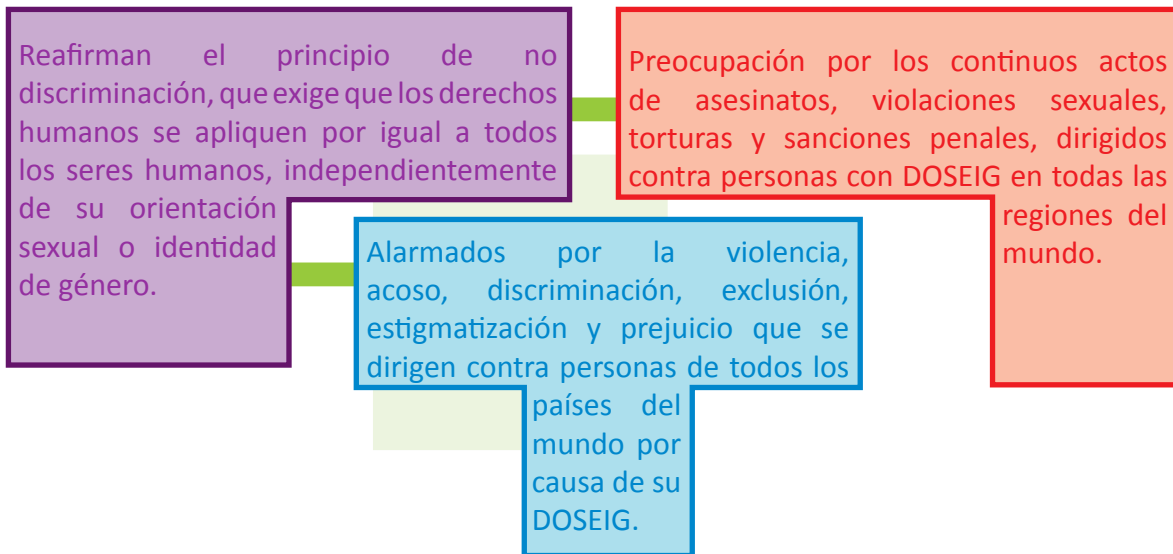 Reafirman el principio de no
discriminación, que exige que los derechos
humanos se apliquen por igual a todos
los seres humanos, independientemente
de su orientación
sexual o identidad
de género.
Preocupación por los continuos actos
de asesinatos, violaciones sexuales,
torturas y sanciones penales, dirigidos
contra personas con DOSEIG en todas las
regiones del
mundo.
Alarmados por la violencia,
acoso, discriminación, exclusión,
estigmatización y prejuicio que se
dirigen contra personas de todos los
países del
mundo por
causa de su
DOSEIG.